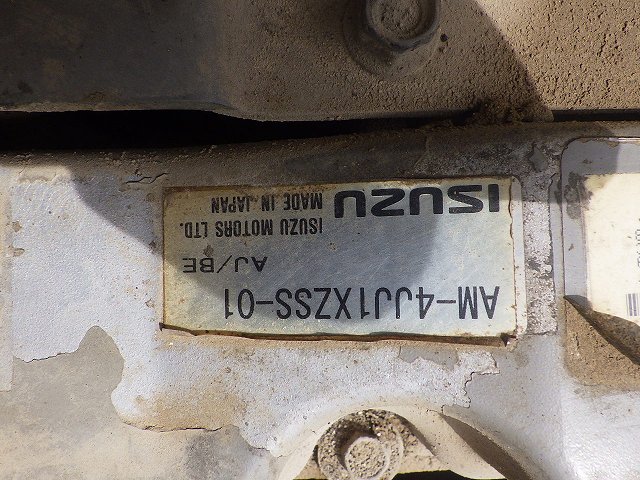 AM-4JJ1XZSS-01
AJ/BE
ISUZU
ISUZU MOTORS LTD.
MADE IN JAPAN